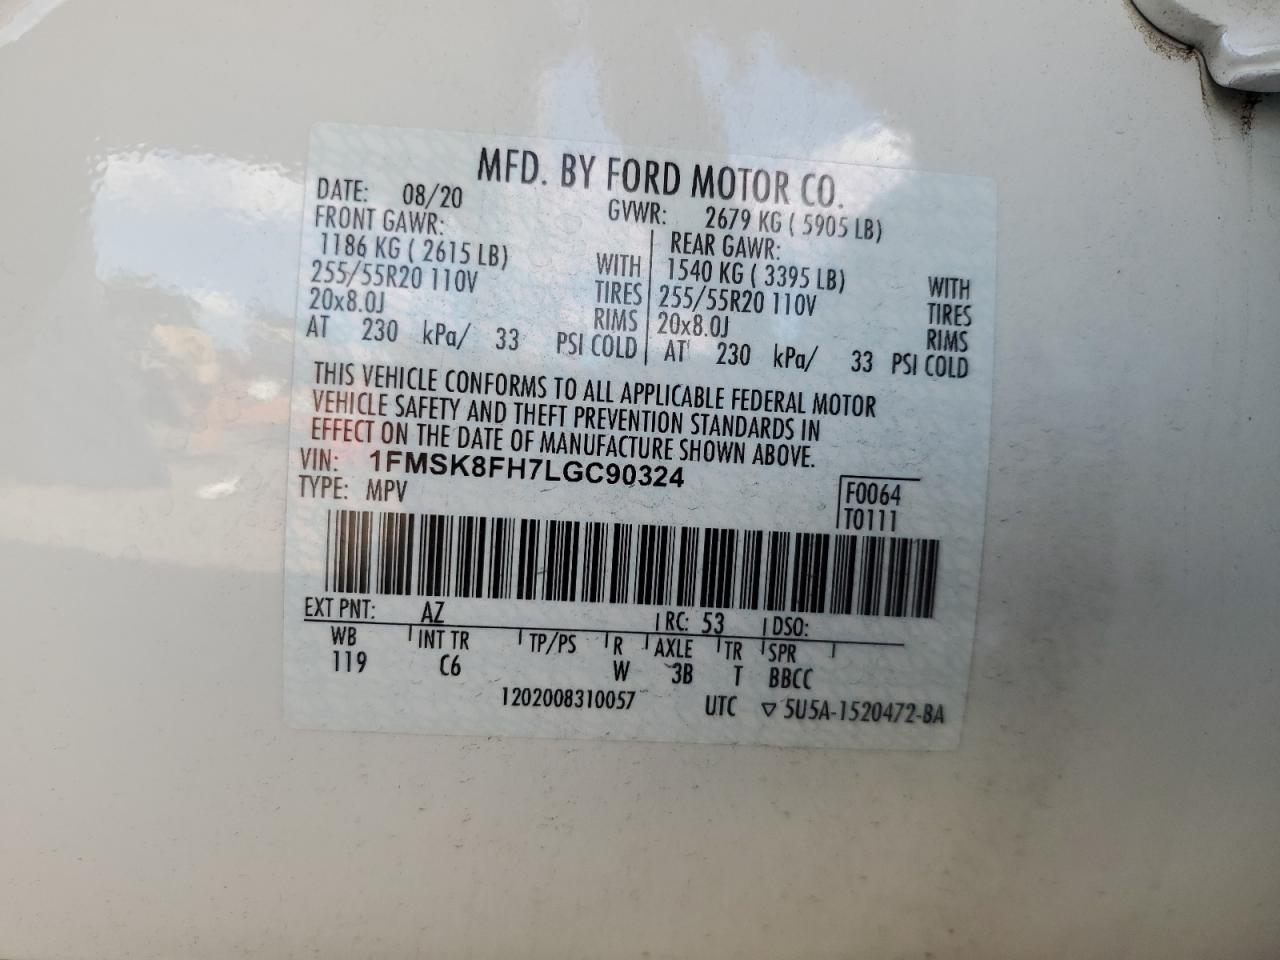 MFD. BY FORD MOTOR CO.
DATE: 08/20 GVWR: 2679 KG ( 5905 LB)
FRONT GAWR: REAR GAWR:
1186 KG ( 2615 LB) WITH 1540 KG ( 3395 LB) WITH
255/55R20 110V TIRES 255/55R20 110V TIRES
20x8.0J RIMS 20x8.0J RIMS
AT 230 kPa/ 33 PSI COLD AT 230 kPa/ 33 PSI COLD
THIS VEHICLE CONFORMS TO ALL APPLICABLE FEDERAL MOTOR
VEHICLE SAFETY AND THEFT PREVENTION STANDARDS IN
EFFECT ON THE DATE OF MANUFACTURE SHOWN ABOVE.
VIN: 1FMSK8FH7LGC90324
TYPE: MPV F0064
T0111
EXT PNT: AZ RC: 53 DSO:
WB INT TR TP/PS R AXLE TR SPR
119 C6 W 3B T BBCC
1202008310057 UTC ▽ 5U5A-1520472-BA